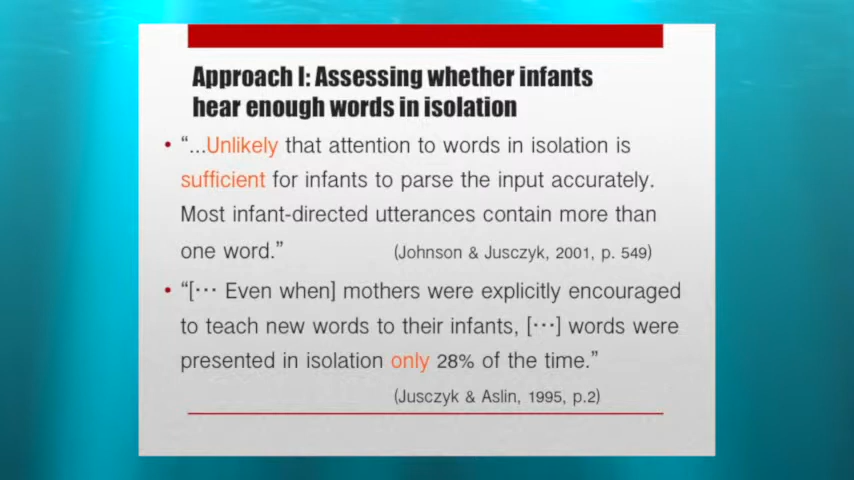 Approach I: Assessing whether infants
hear enough words in isolation
• “...Unlikely that attention to words in isolation is
sufficient for infants to parse the input accurately.
Most infant-directed utterances contain more than
one word.” (Johnson & Jusczyk, 2001, p. 549)
• “[⋯ Even when] mothers were explicitly encouraged
to teach new words to their infants, [⋯] words were
presented in isolation only 28% of the time.”
(Jusczyk & Aslin, 1995, p.2)